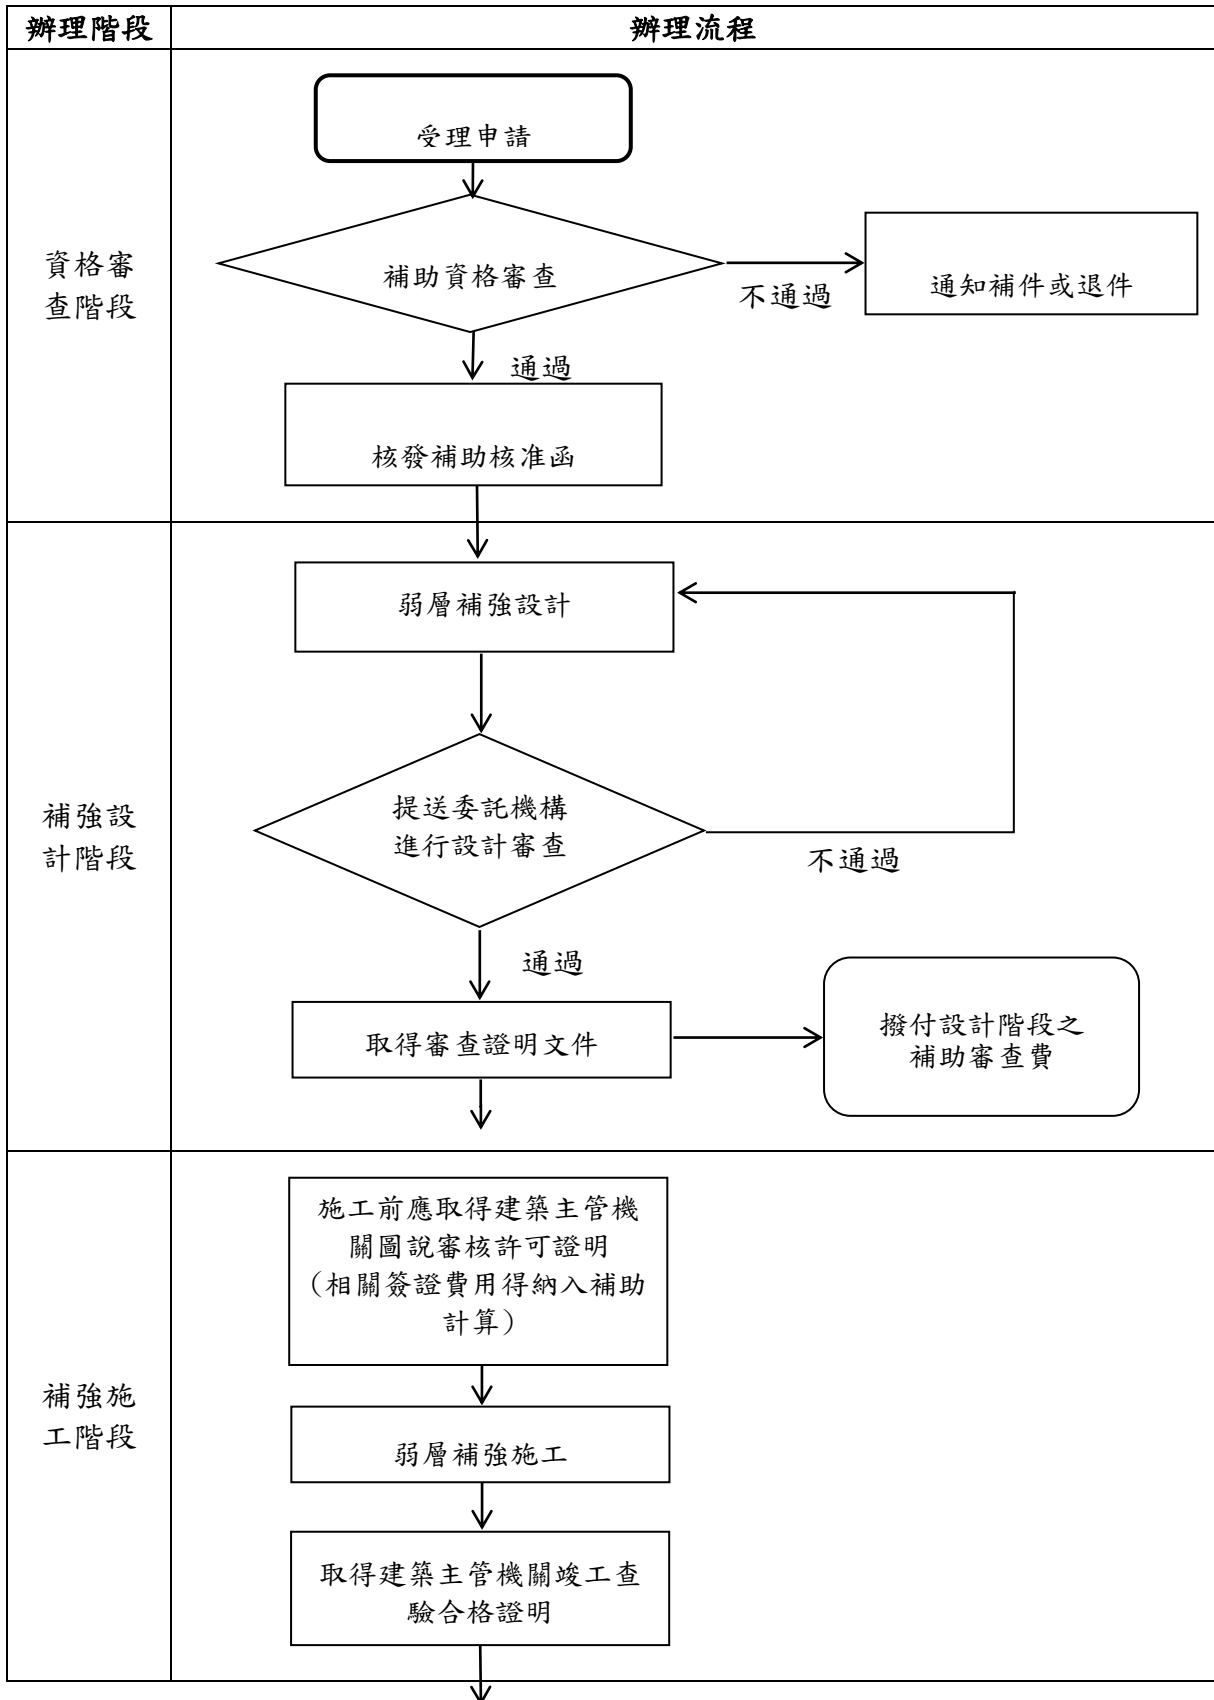 辦理階段
辦理流程
資格審
查階段
受理申請
補助資格審查
不通過
通知補件或退件
通過
核發補助核准函
補強設
計階段
弱層補強設計
提送委託機構
進行設計審查
不通過
通過
取得審查證明文件
撥付設計階段之
補助審查費
補強施
工階段
施工前應取得建築主管機
關圖說審核許可證明
（相關簽證費用得納入補助
計算）
弱層補強施工
取得建築主管機關竣工查
驗合格證明